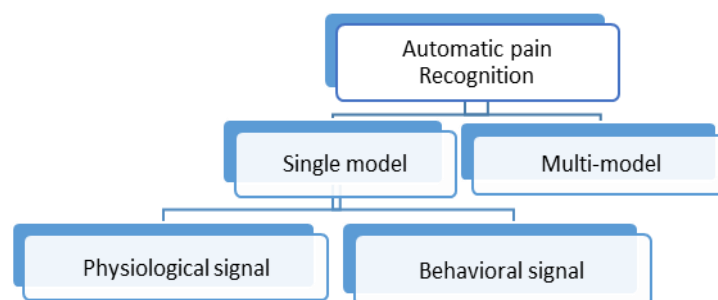 Automatic pain
Recognition
Single model
Multi-model
Physiological signal
Behavioral signal